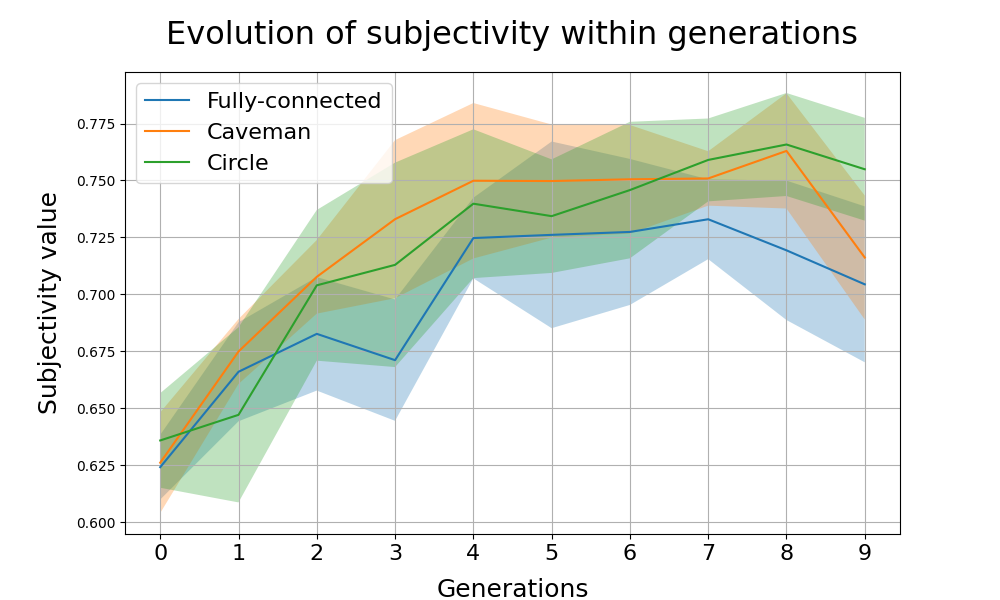 Evolution of subjectivity within generations
Fully-connected
Caveman
Circle
Subjectivity value
0.775
0.750
0.725
0.700
0.675
0.650
0.625
0.600
0 1 2 3 4 5 6 7 8 9
Generations